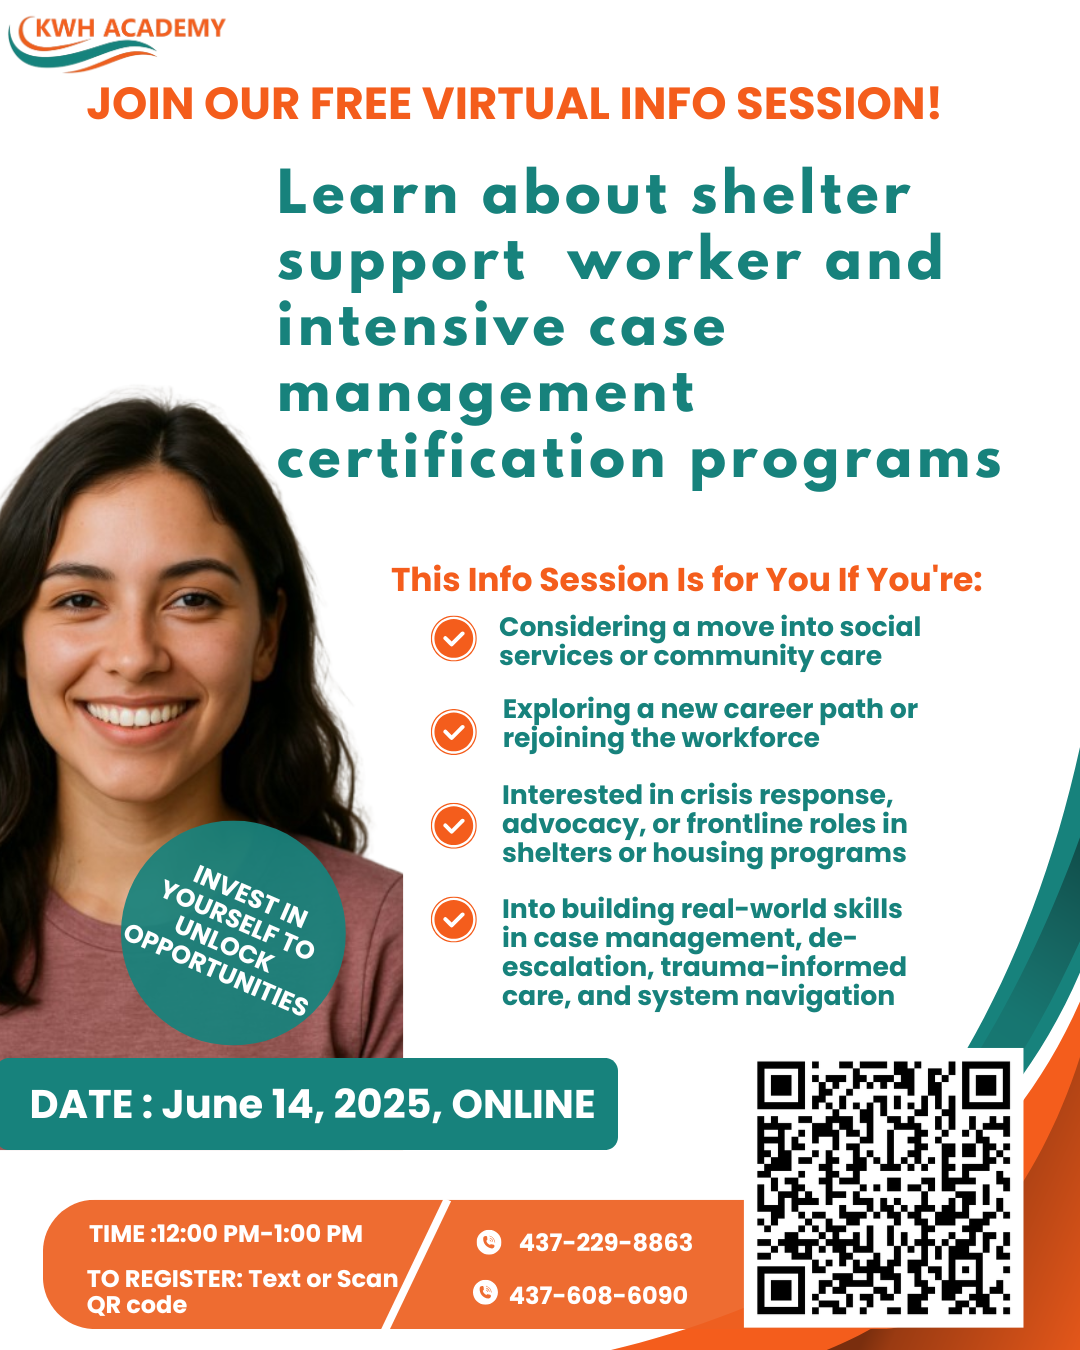 KWH ACADEMY
JOIN OUR FREE VIRTUAL INFO SESSION!
Learn about shelter
support worker and
intensive case
management
certification programs
This Info Session Is for You If You're:
Considering a move into social
services or community care
Exploring a new career path or
rejoining the workforce
Interested in crisis response,
advocacy, or frontline roles in
shelters or housing programs
Into building real-world skills
in case management, de-
escalation, trauma-informed
care, and system navigation
INVEST IN
YOURSELF TO
UNLOCK
OPPORTUNITIES
DATE : June 14, 2025, ONLINE
TIME :12:00 PM-1:00 PM
TO REGISTER: Text or Scan
QR code
437-229-8863
437-608-6090